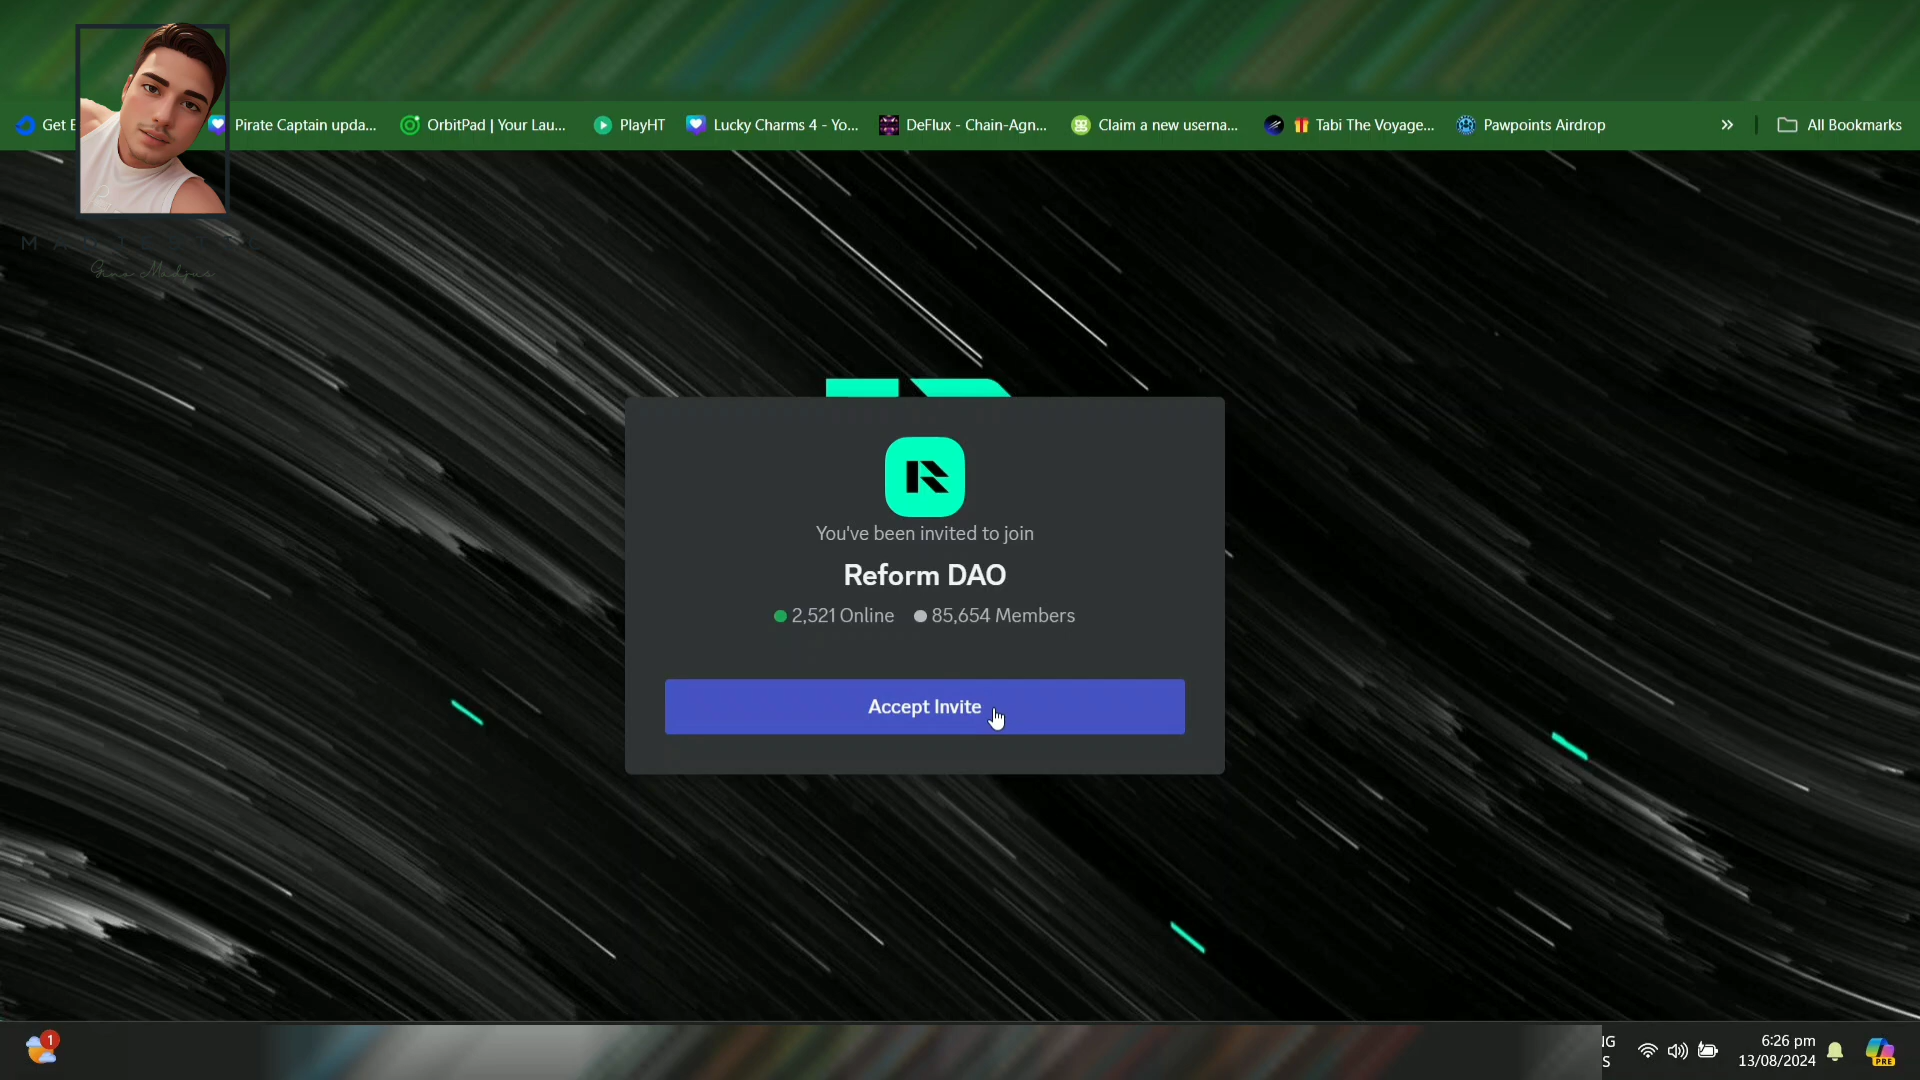 Get
Pirate Captain upda...
OrbitPad | Your Lau...
PlayHT
Lucky Charms 4 - Yo...
DeFlux - Chain-Agn...
Claim a new userna...
Tabi The Voyage...
Pawpoints Airdrop
All Bookmarks
You've been invited to join
Reform DAO
2,521 Online
85,654 Members
Accept Invite
1
6:26 pm
13/08/2024
PRE